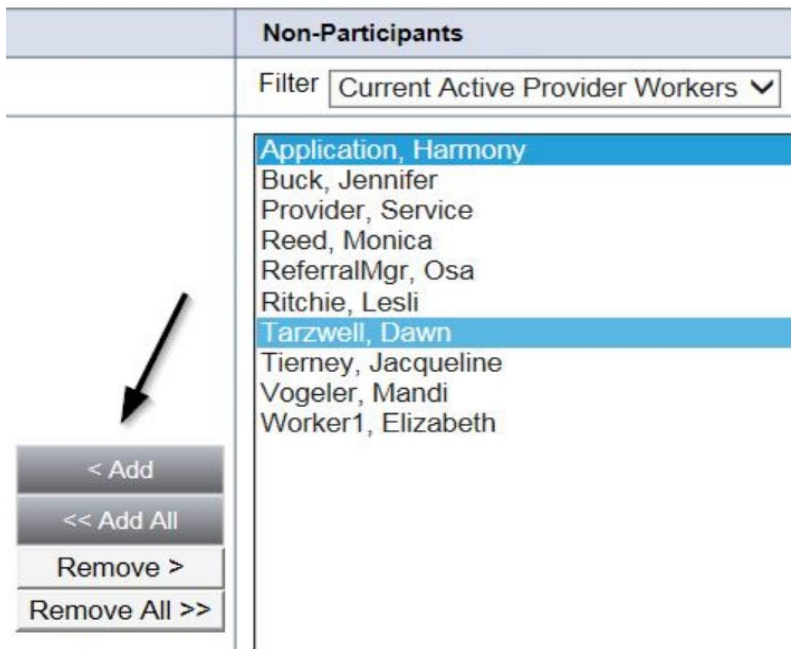 Non-Participants
Filter Current Active Provider Workers
Application, Harmony
Buck, Jennifer
Provider, Service
Reed, Monica
ReferralMgr, Osa
Ritchie, Lesli
Tarzwell, Dawn
Tierney, Jacqueline
Vogeler, Mandi
Worker1, Elizabeth
< Add
<< Add All
Remove >
Remove All >>